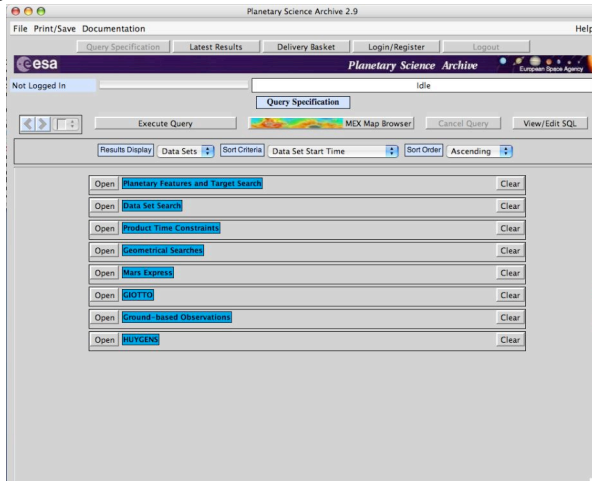 Planetary Science Archive 2.9
File Print/Save Documentation Help
Query Specification Latest Results Delivery Basket Login/Register Logout
esa Planetary Science Archive European Space Agency
Not Logged In Idle
Query Specification
Execute Query MEX Map Browser Cancel Query View/Edit SQL
Results Display Data Sets Sort Criteria Data Set Start Time Sort Order Ascending
Open Planetary Features and Target Search Clear
Open Data Set Search Clear
Open Product Time Constraints Clear
Open Geometrical Searches Clear
Open Mars Express Clear
Open GIOTTO Clear
Open Ground-based Observations Clear
Open HUYGENS Clear